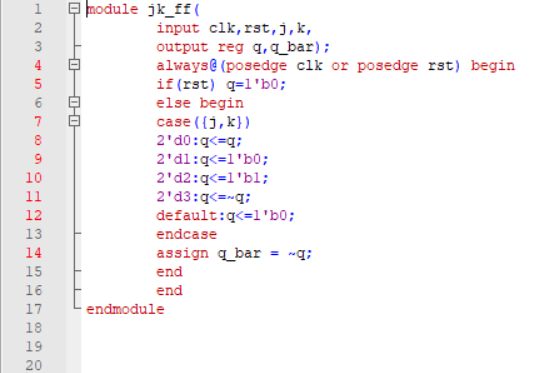 1 module jk_ff(
2 input clk,rst,j,k,
3 output reg q,q_bar);
4 always@(posedge clk or posedge rst) begin
5 if(rst) q=1'b0;
6 else begin
7 case({j,k})
8 2'd0:q<=q;
9 2'd1:q<=1'b0;
10 2'd2:q<=1'b1;
11 2'd3:q<=~q;
12 default:q<=1'b0;
13 endcase
14 assign q_bar = ~q;
15 end
16 end
17 endmodule
18
19
20